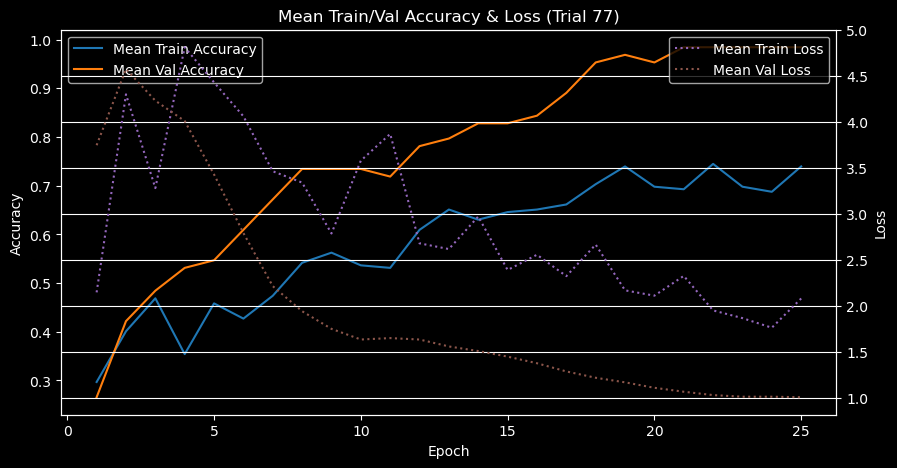 Mean Train/Val Accuracy & Loss (Trial 77)
Mean Train Accuracy
Mean Val Accuracy
Mean Train Loss
Mean Val Loss
1.0
0.9
0.8
0.7
0.6
0.5
0.4
0.3
Accuracy
5.0
4.5
4.0
3.5
3.0
2.5
2.0
1.5
1.0
Loss
0
5
10
15
20
25
Epoch